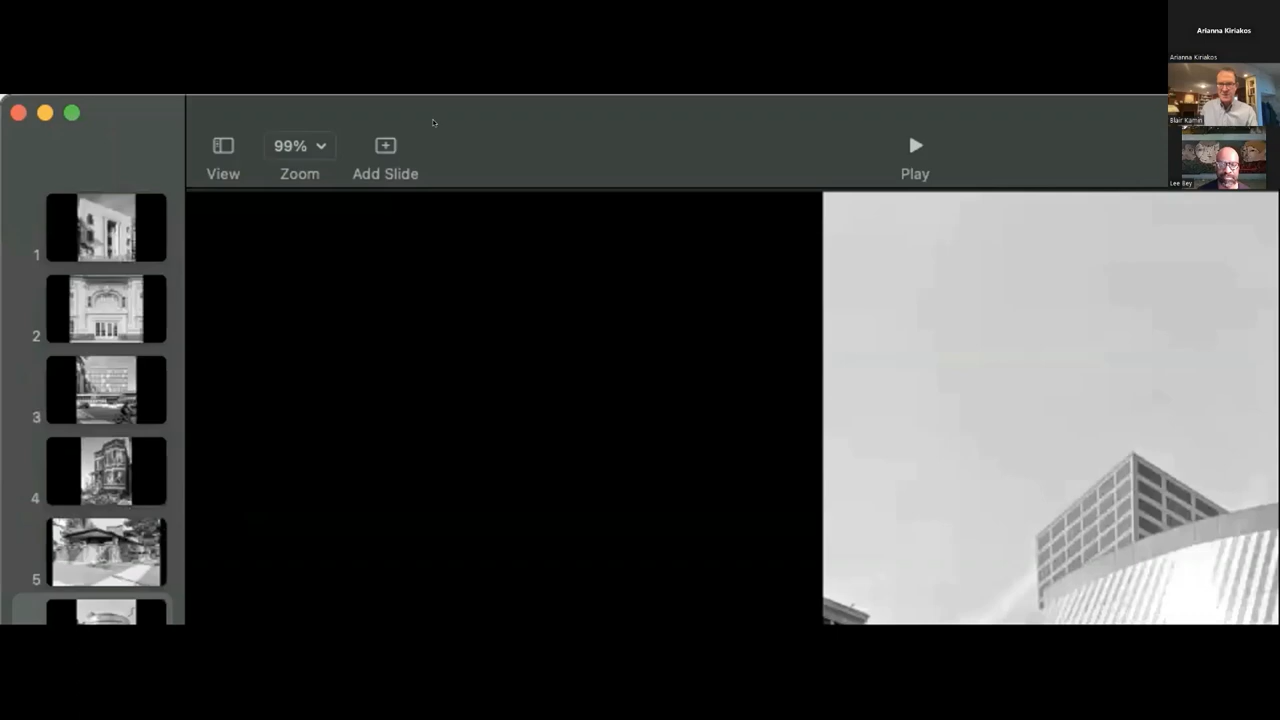 Arianna Kiriakos
Arianna Kiriakos
Blair Kamin
Lee Bey
99%
View
Zoom
Add Slide
Play
1
2
3
4
5